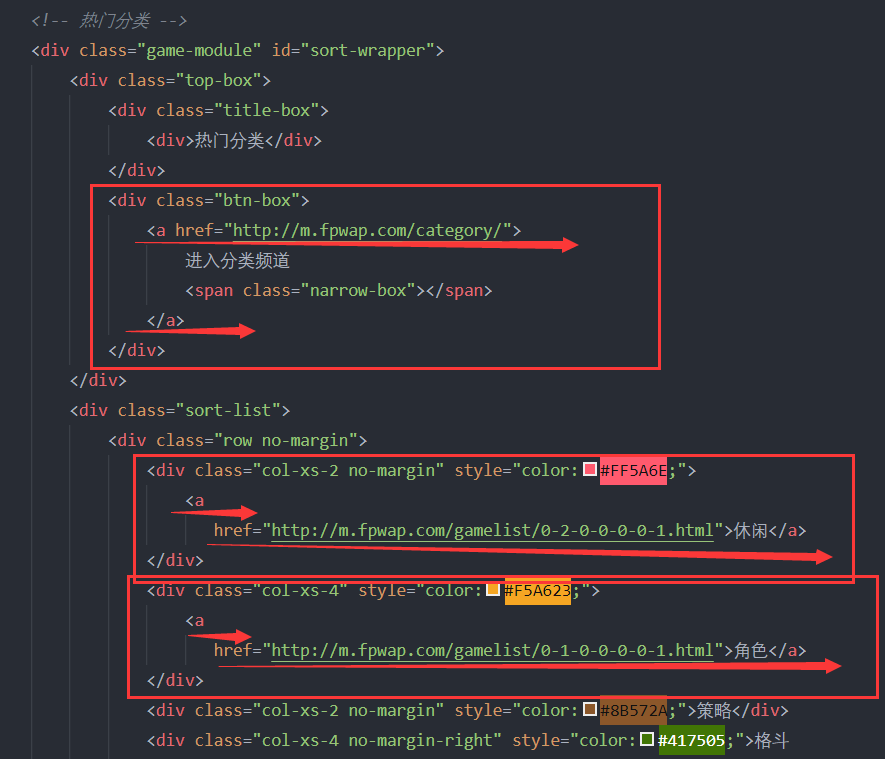 <!-- 热门分类 -->
<div class="game-module" id="sort-wrapper">
<div class="top-box">
<div class="title-box">
<div>热门分类</div>
</div>
<div class="btn-box">
<a href="http://m.fpwap.com/category/">
进入分类频道
<span class="narrow-box"></span>
</a>
</div>
</div>
<div class="sort-list">
<div class="row no-margin">
<div class="col-xs-2 no-margin" style="color:#FF5A6E;">
<a
href="http://m.fpwap.com/gamelist/0-2-0-0-0-0-1.html">休闲</a>
</div>
<div class="col-xs-4" style="color:#F5A623;">
<a
href="http://m.fpwap.com/gamelist/0-1-0-0-0-0-1.html">角色</a>
</div>
<div class="col-xs-2 no-margin" style="color:#8B572A;">策略</div>
<div class="col-xs-4 no-margin-right" style="color:#417505;">格斗